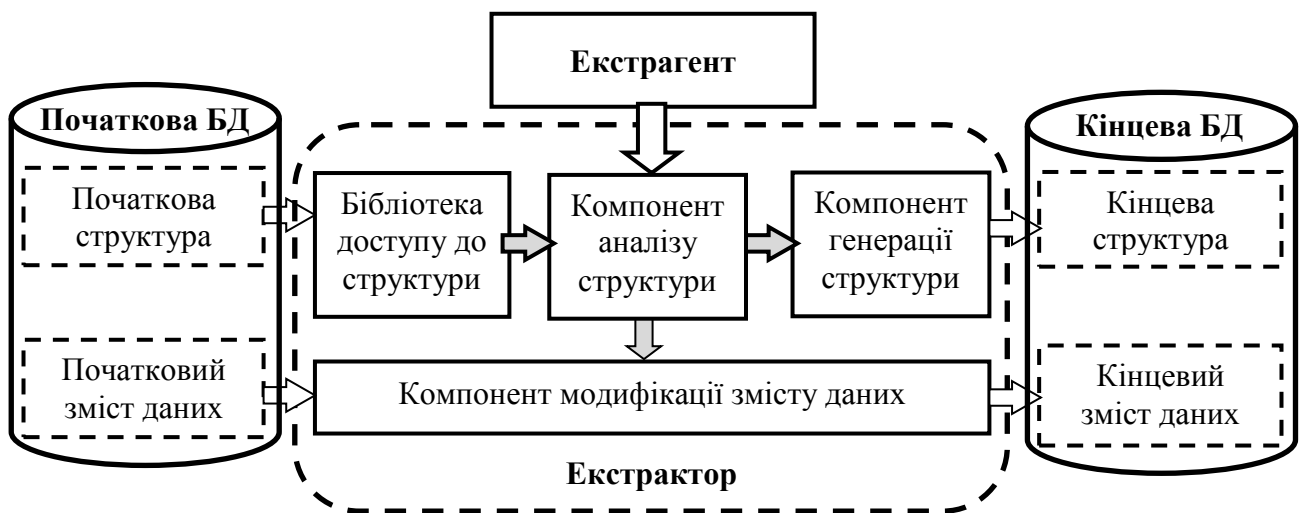 Екстрагент
Початкова БД
Кінцева БД
Початкова
структура
Бібліотека
доступу до
структури
Компонент
аналізу
структури
Компонент
генерації
структури
Кінцева
структура
Початковий
зміст даних
Компонент модифікації змісту даних
Кінцевий
зміст даних
Екстрактор